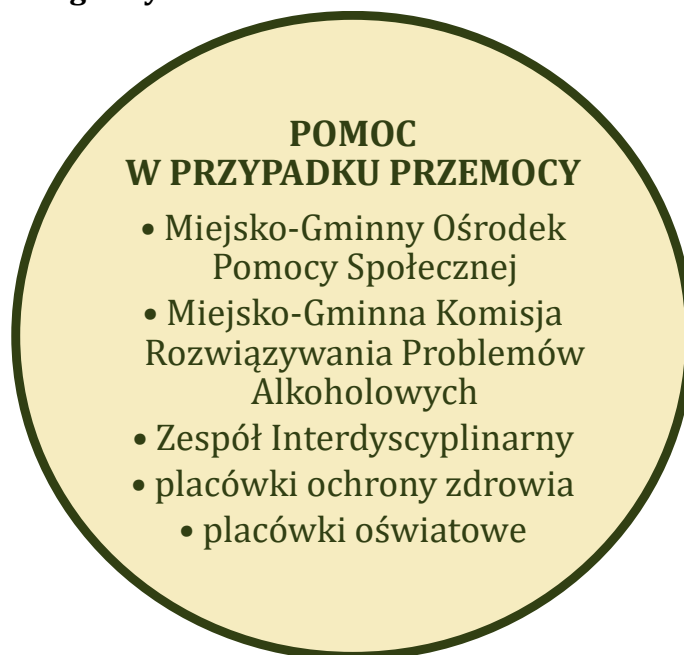 POMOC
W PRZYPADKU PRZEMOCY
• Miejsko-Gminny Ośrodek
Pomocy Społecznej
• Miejsko-Gminna Komisja
Rozwiązywania Problemów
Alkoholowych
• Zespół Interdyscyplinarny
• placówki ochrony zdrowia
• placówki oświatowe